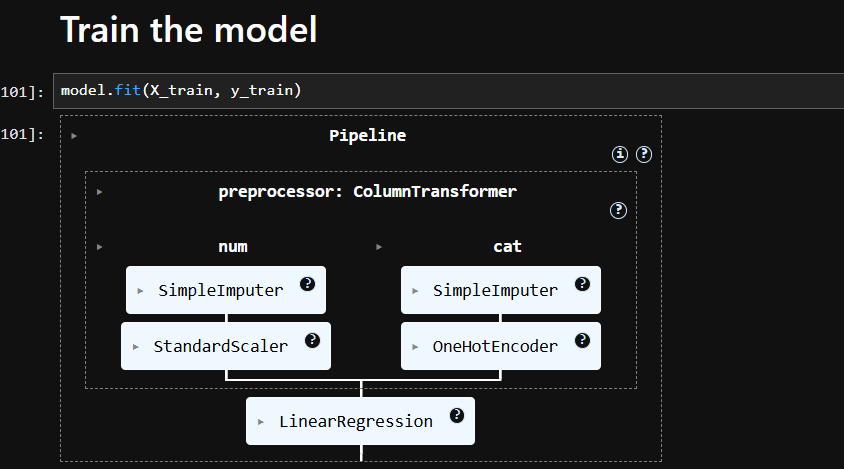 Train the model
101]: model.fit(X_train, y_train)
101]:
Pipeline
i ?
preprocessor: ColumnTransformer
?
num cat
SimpleImputer ? SimpleImputer ?
StandardScaler ? OneHotEncoder ?
LinearRegression ?